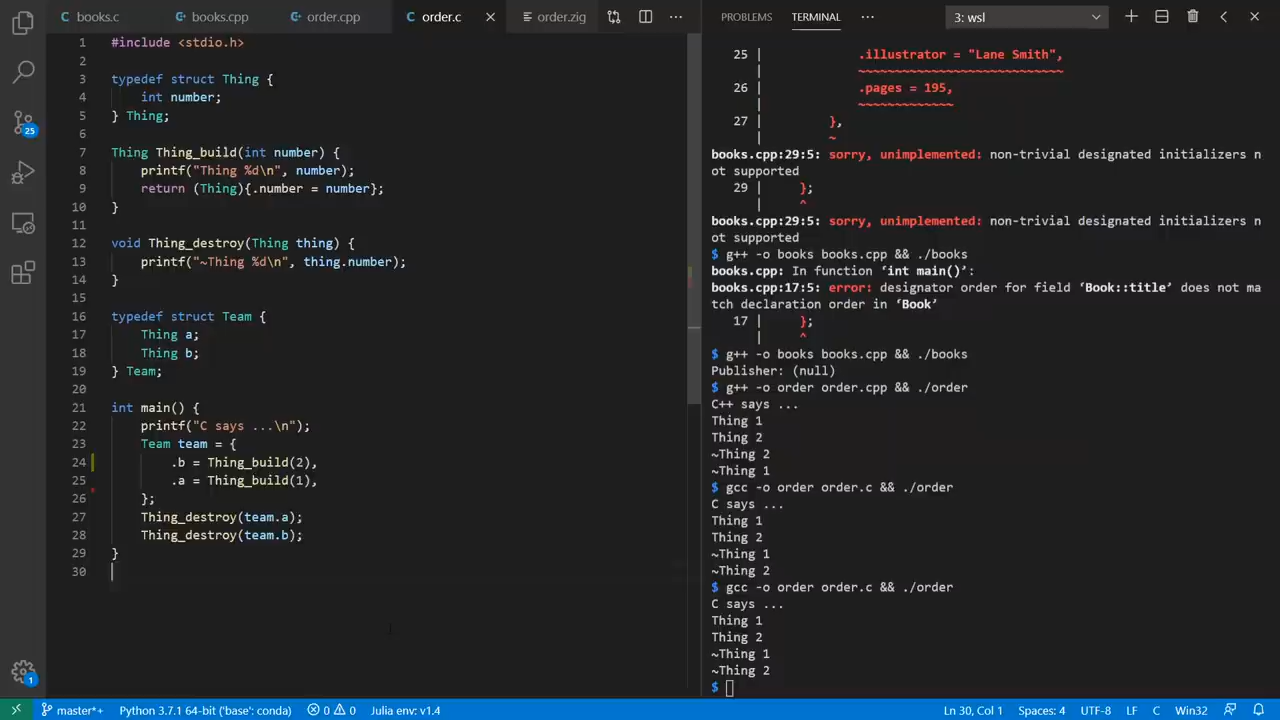 books.c books.cpp order.cpp order.c order.zig
1 #include <stdio.h>
2
3 typedef struct Thing {
4     int number;
5 } Thing;
6
7 Thing Thing_build(int number) {
8     printf("Thing %d\n", number);
9     return (Thing){.number = number};
10 }
11
12 void Thing_destroy(Thing thing) {
13     printf("~Thing %d\n", thing.number);
14 }
15
16 typedef struct Team {
17     Thing a;
18     Thing b;
19 } Team;
20
21 int main() {
22     printf("C says ...\n");
23     Team team = {
24         .b = Thing_build(2),
25         .a = Thing_build(1),
26     };
27     Thing_destroy(team.a);
28     Thing_destroy(team.b);
29 }
30
25
1
PROBLEMS TERMINAL ··· 3: wsl
25 |             .illustrator = "Lane Smith",
|             ~~~~~~~~~~~~~~~~~~~~~~~~~~~~
26 |             .pages = 195,
|             ~~~~~~~~~~~~~
27 |         },
|         ~
books.cpp:29:5: sorry, unimplemented: non-trivial designated initializers n
ot supported
29 |     };
|     ^
books.cpp:29:5: sorry, unimplemented: non-trivial designated initializers n
ot supported
$ g++ -o books books.cpp && ./books
books.cpp: In function ‘int main()’:
books.cpp:17:5: error: designator order for field ‘Book::title’ does not ma
tch declaration order in ‘Book’
17 |     };
|     ^
$ g++ -o books books.cpp && ./books
Publisher: (null)
$ g++ -o order order.cpp && ./order
C++ says ...
Thing 1
Thing 2
~Thing 2
~Thing 1
$ gcc -o order order.c && ./order
C says ...
Thing 1
Thing 2
~Thing 1
~Thing 2
$ gcc -o order order.c && ./order
C says ...
Thing 1
Thing 2
~Thing 1
~Thing 2
$
master*+ Python 3.7.1 64-bit ('base': conda) 0 0 Julia env: v1.4 Ln 30, Col 1 Spaces: 4 UTF-8 LF C Win32